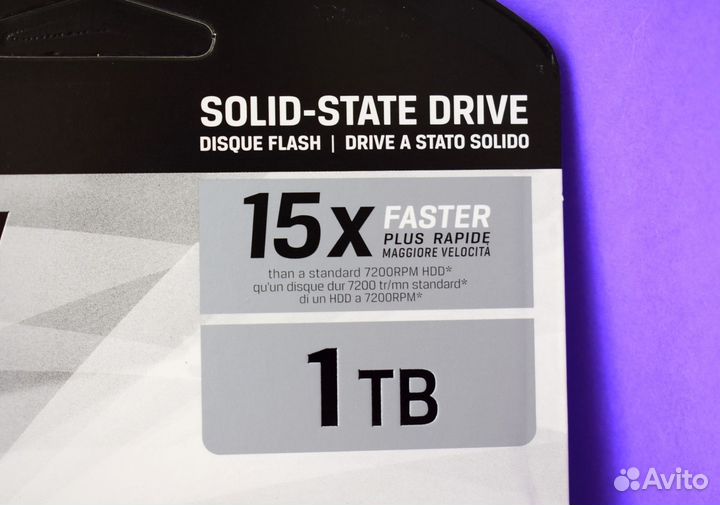 SOLID-STATE DRIVE
DISQUE FLASH | DRIVE A STATO SOLIDO
15x FASTER
PLUS RAPIDE
MAGGIORE VELOCITÀ
than a standard 7200RPM HDD*
qu'un disque dur 7200 tr/mn standard*
di un HDD a 7200RPM*
1 TB
Avito